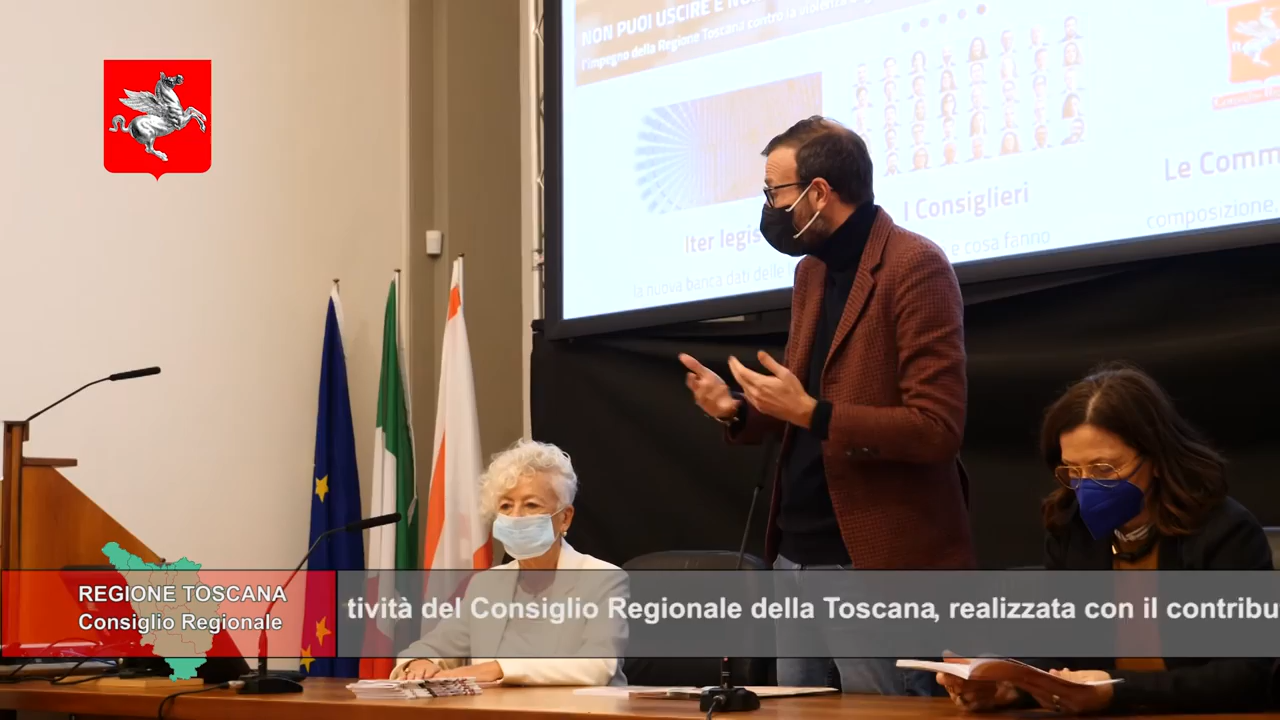 NON PUOI USCIRE E
l'impegno della Regione Toscana contro la violenza
Iter legis
la nuova banca dati delle
I Consiglieri
e cosa fanno
Le Comm
composizione,
REGIONE TOSCANA
Consiglio Regionale
tività del Consiglio Regionale della Toscana, realizzata con il contribu